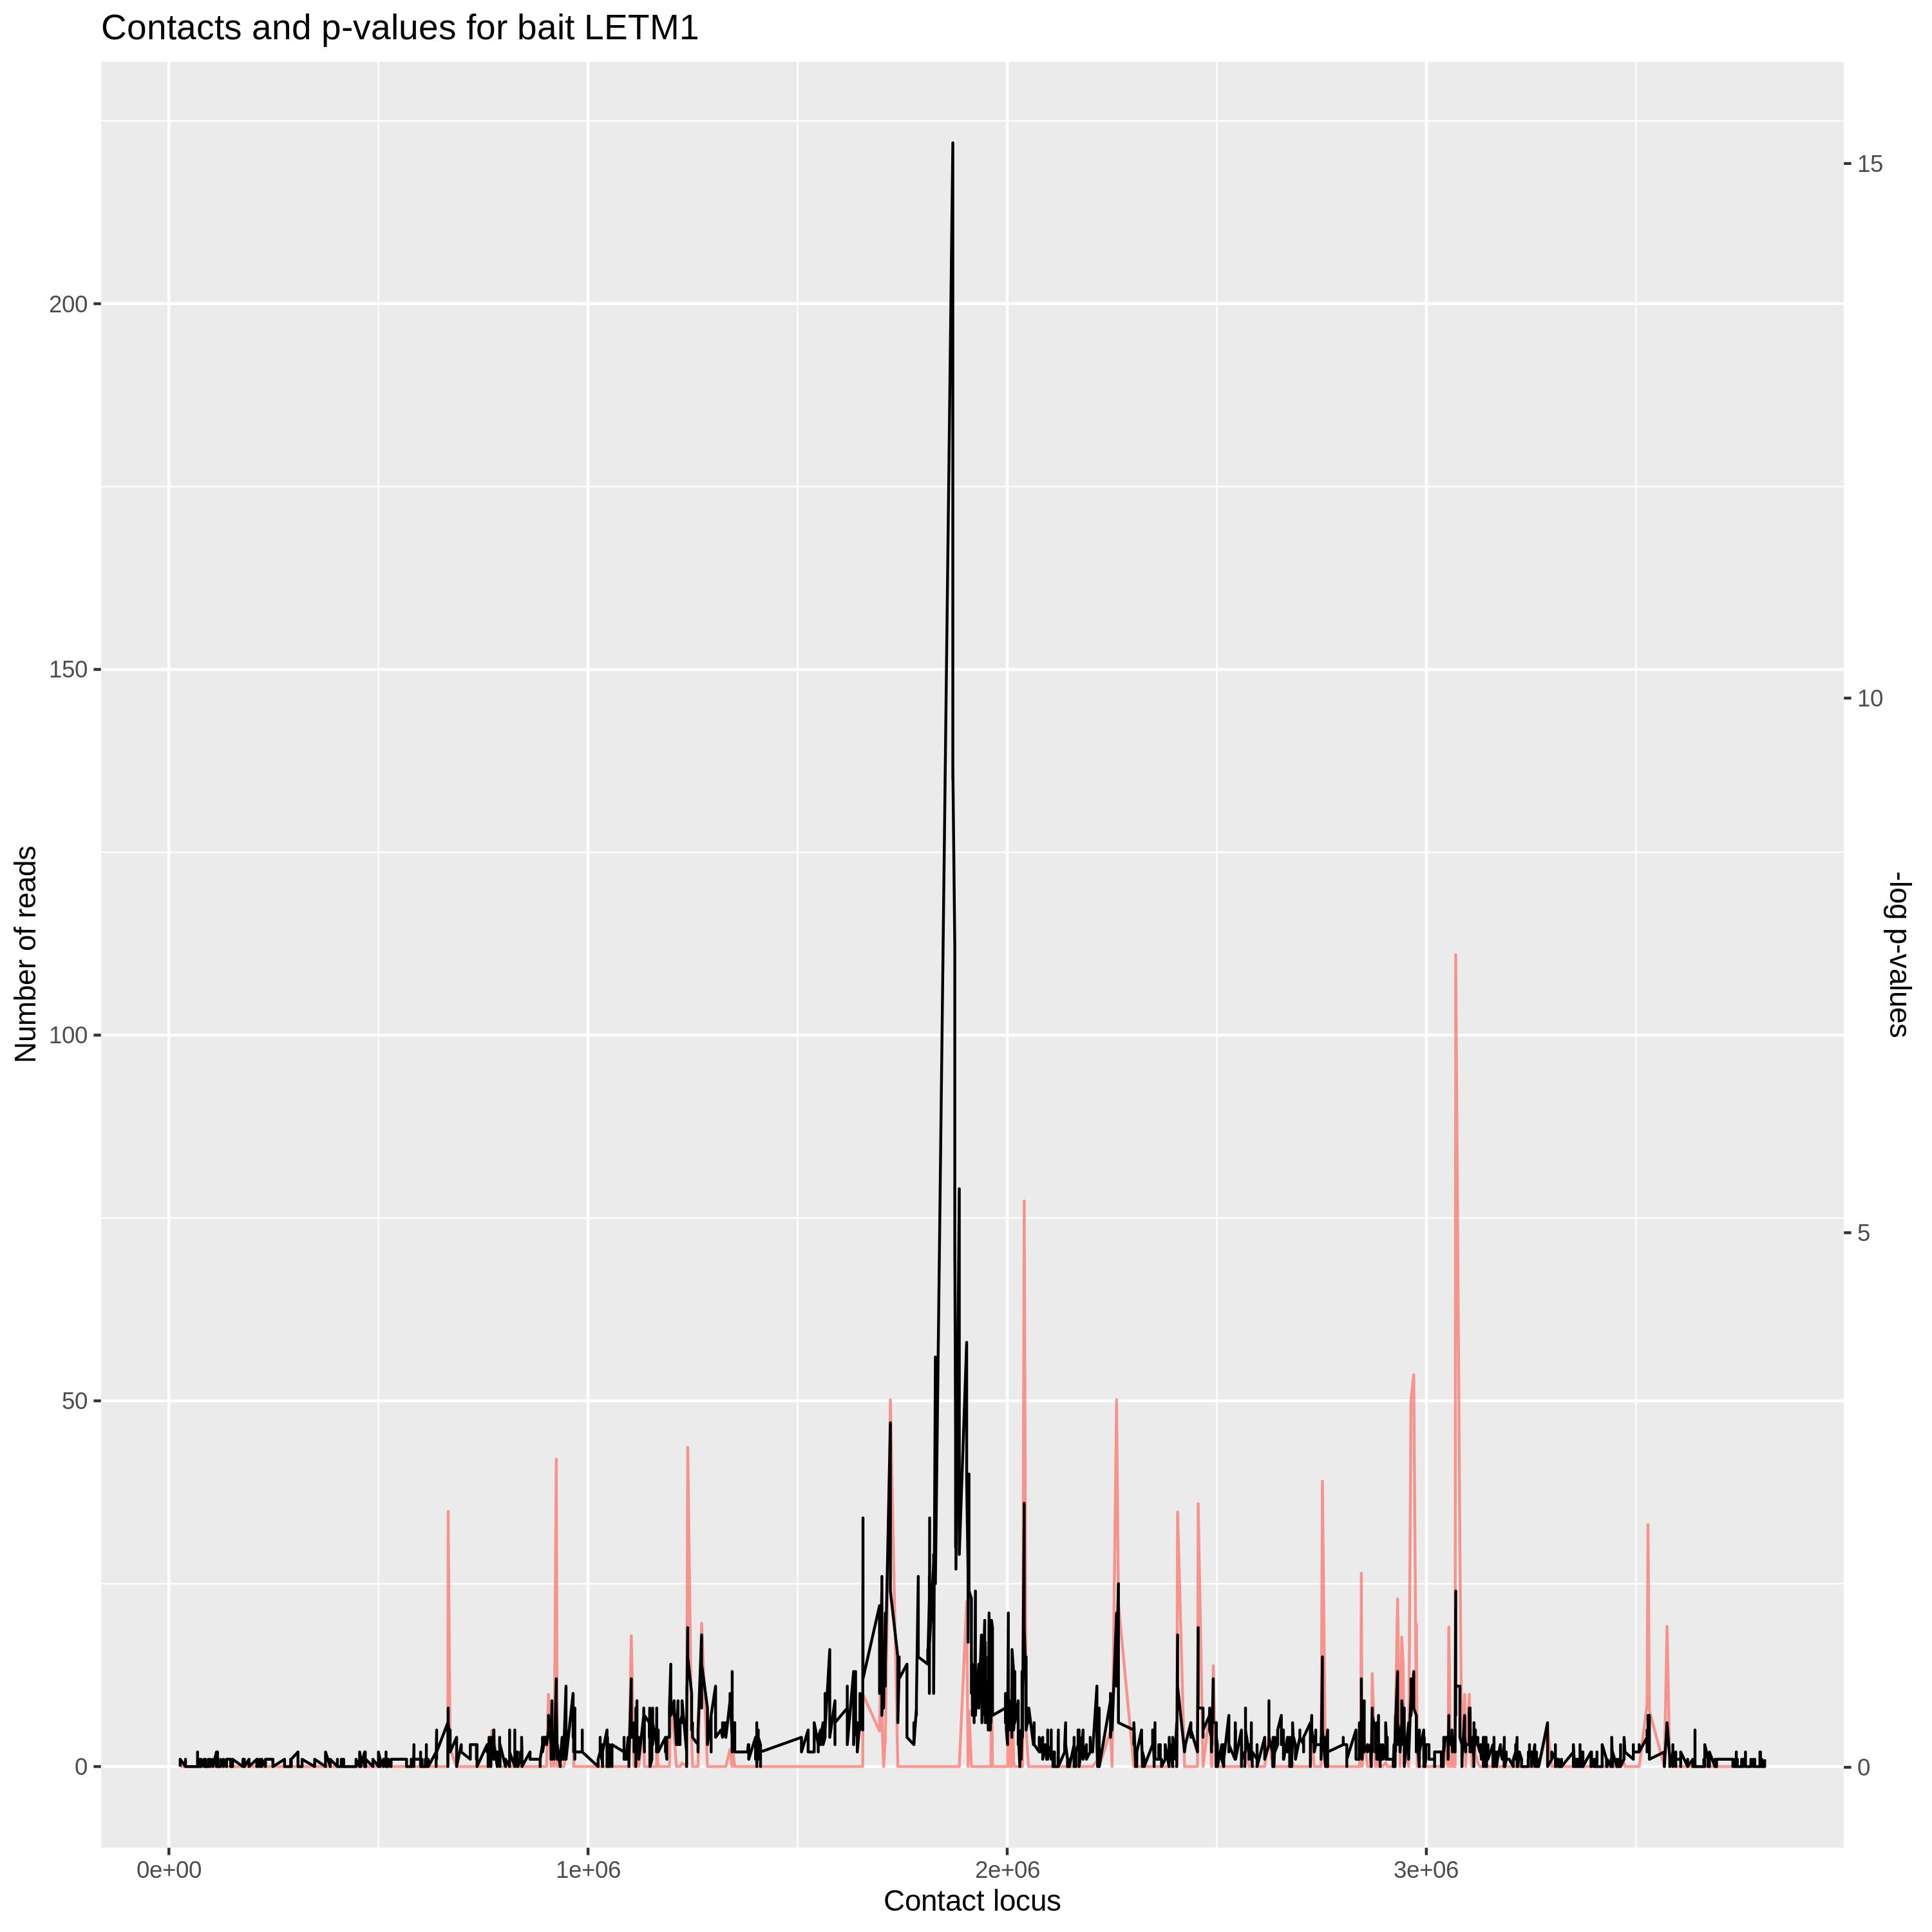 Contacts and p-values for bait LETM1
Number of reads
200
150
100
50
0
15
10
5
0
-log p-values
0e+00
1e+06
2e+06
3e+06
Contact locus